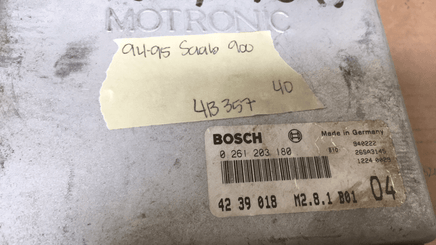 MOTRONIC
94-95 Saab 900
40
4B357
BOSCH
Made in Germany
0 261 203 180
940222
42 39 018 M2.8.1 B01 04